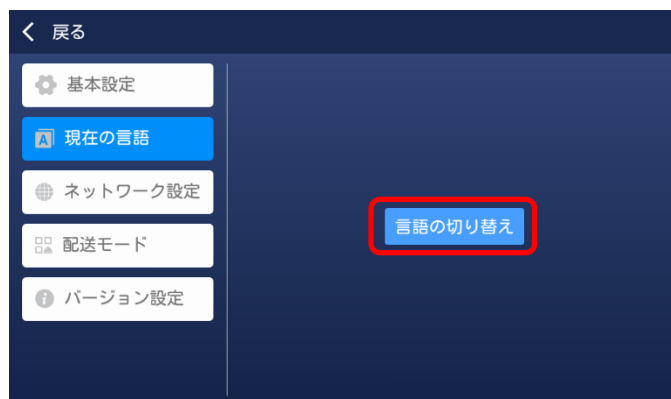 戻る
基本設定
現在の言語
ネットワーク設定
配送モード
バージョン設定
言語の切り替え